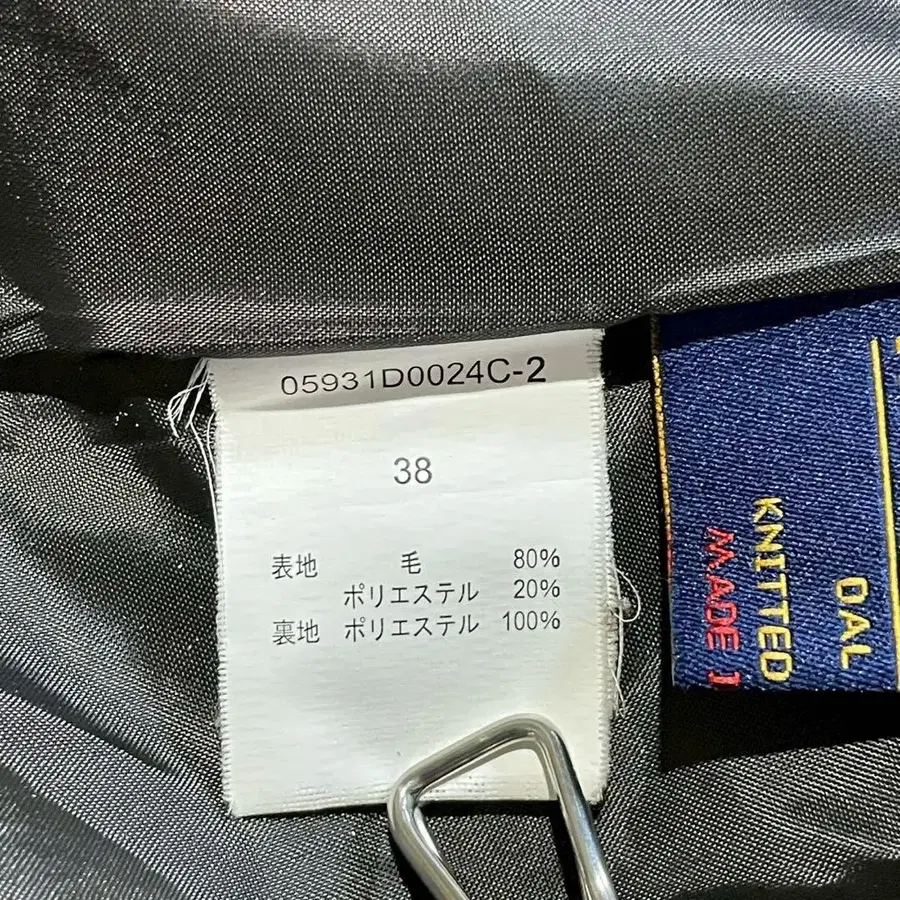 05931D0024C-2
38
表地 毛 80%
ポリエステル 20%
裏地 ポリエステル 100%
DAL
KNITTED
MADE